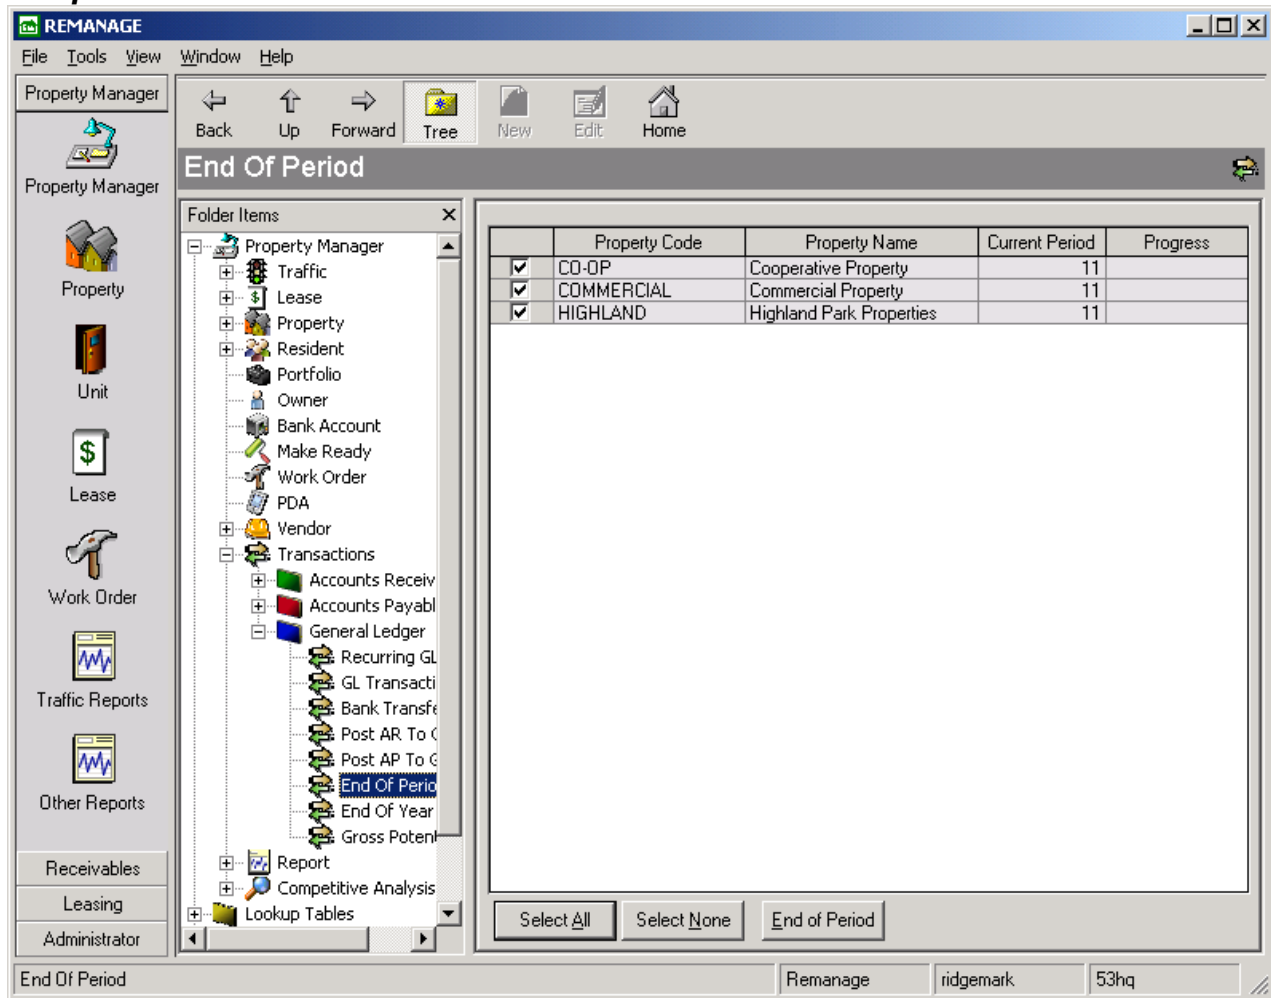 REMANAGE
File Tools View Window Help
Property Manager
Back Up Forward Tree New Edit Home
End Of Period
Property Manager
Property
Unit
Lease
Work Order
Traffic Reports
Other Reports
Receivables
Leasing
Administrator
Folder Items
Property Manager
Traffic
Lease
Property
Resident
Portfolio
Owner
Bank Account
Make Ready
Work Order
PDA
Vendor
Transactions
Accounts Receiv
Accounts Payabl
General Ledger
Recurring GL
GL Transacti
Bank Transfe
Post AR To G
Post AP To G
End Of Perio
End Of Year
Gross Potent
Report
Competitive Analysis
Lookup Tables
Property Code Property Name Current Period Progress
CO-OP Cooperative Property 11
COMMERCIAL Commercial Property 11
HIGHLAND Highland Park Properties 11
Select All Select None End of Period
End Of Period Remanage ridgemark 53hq